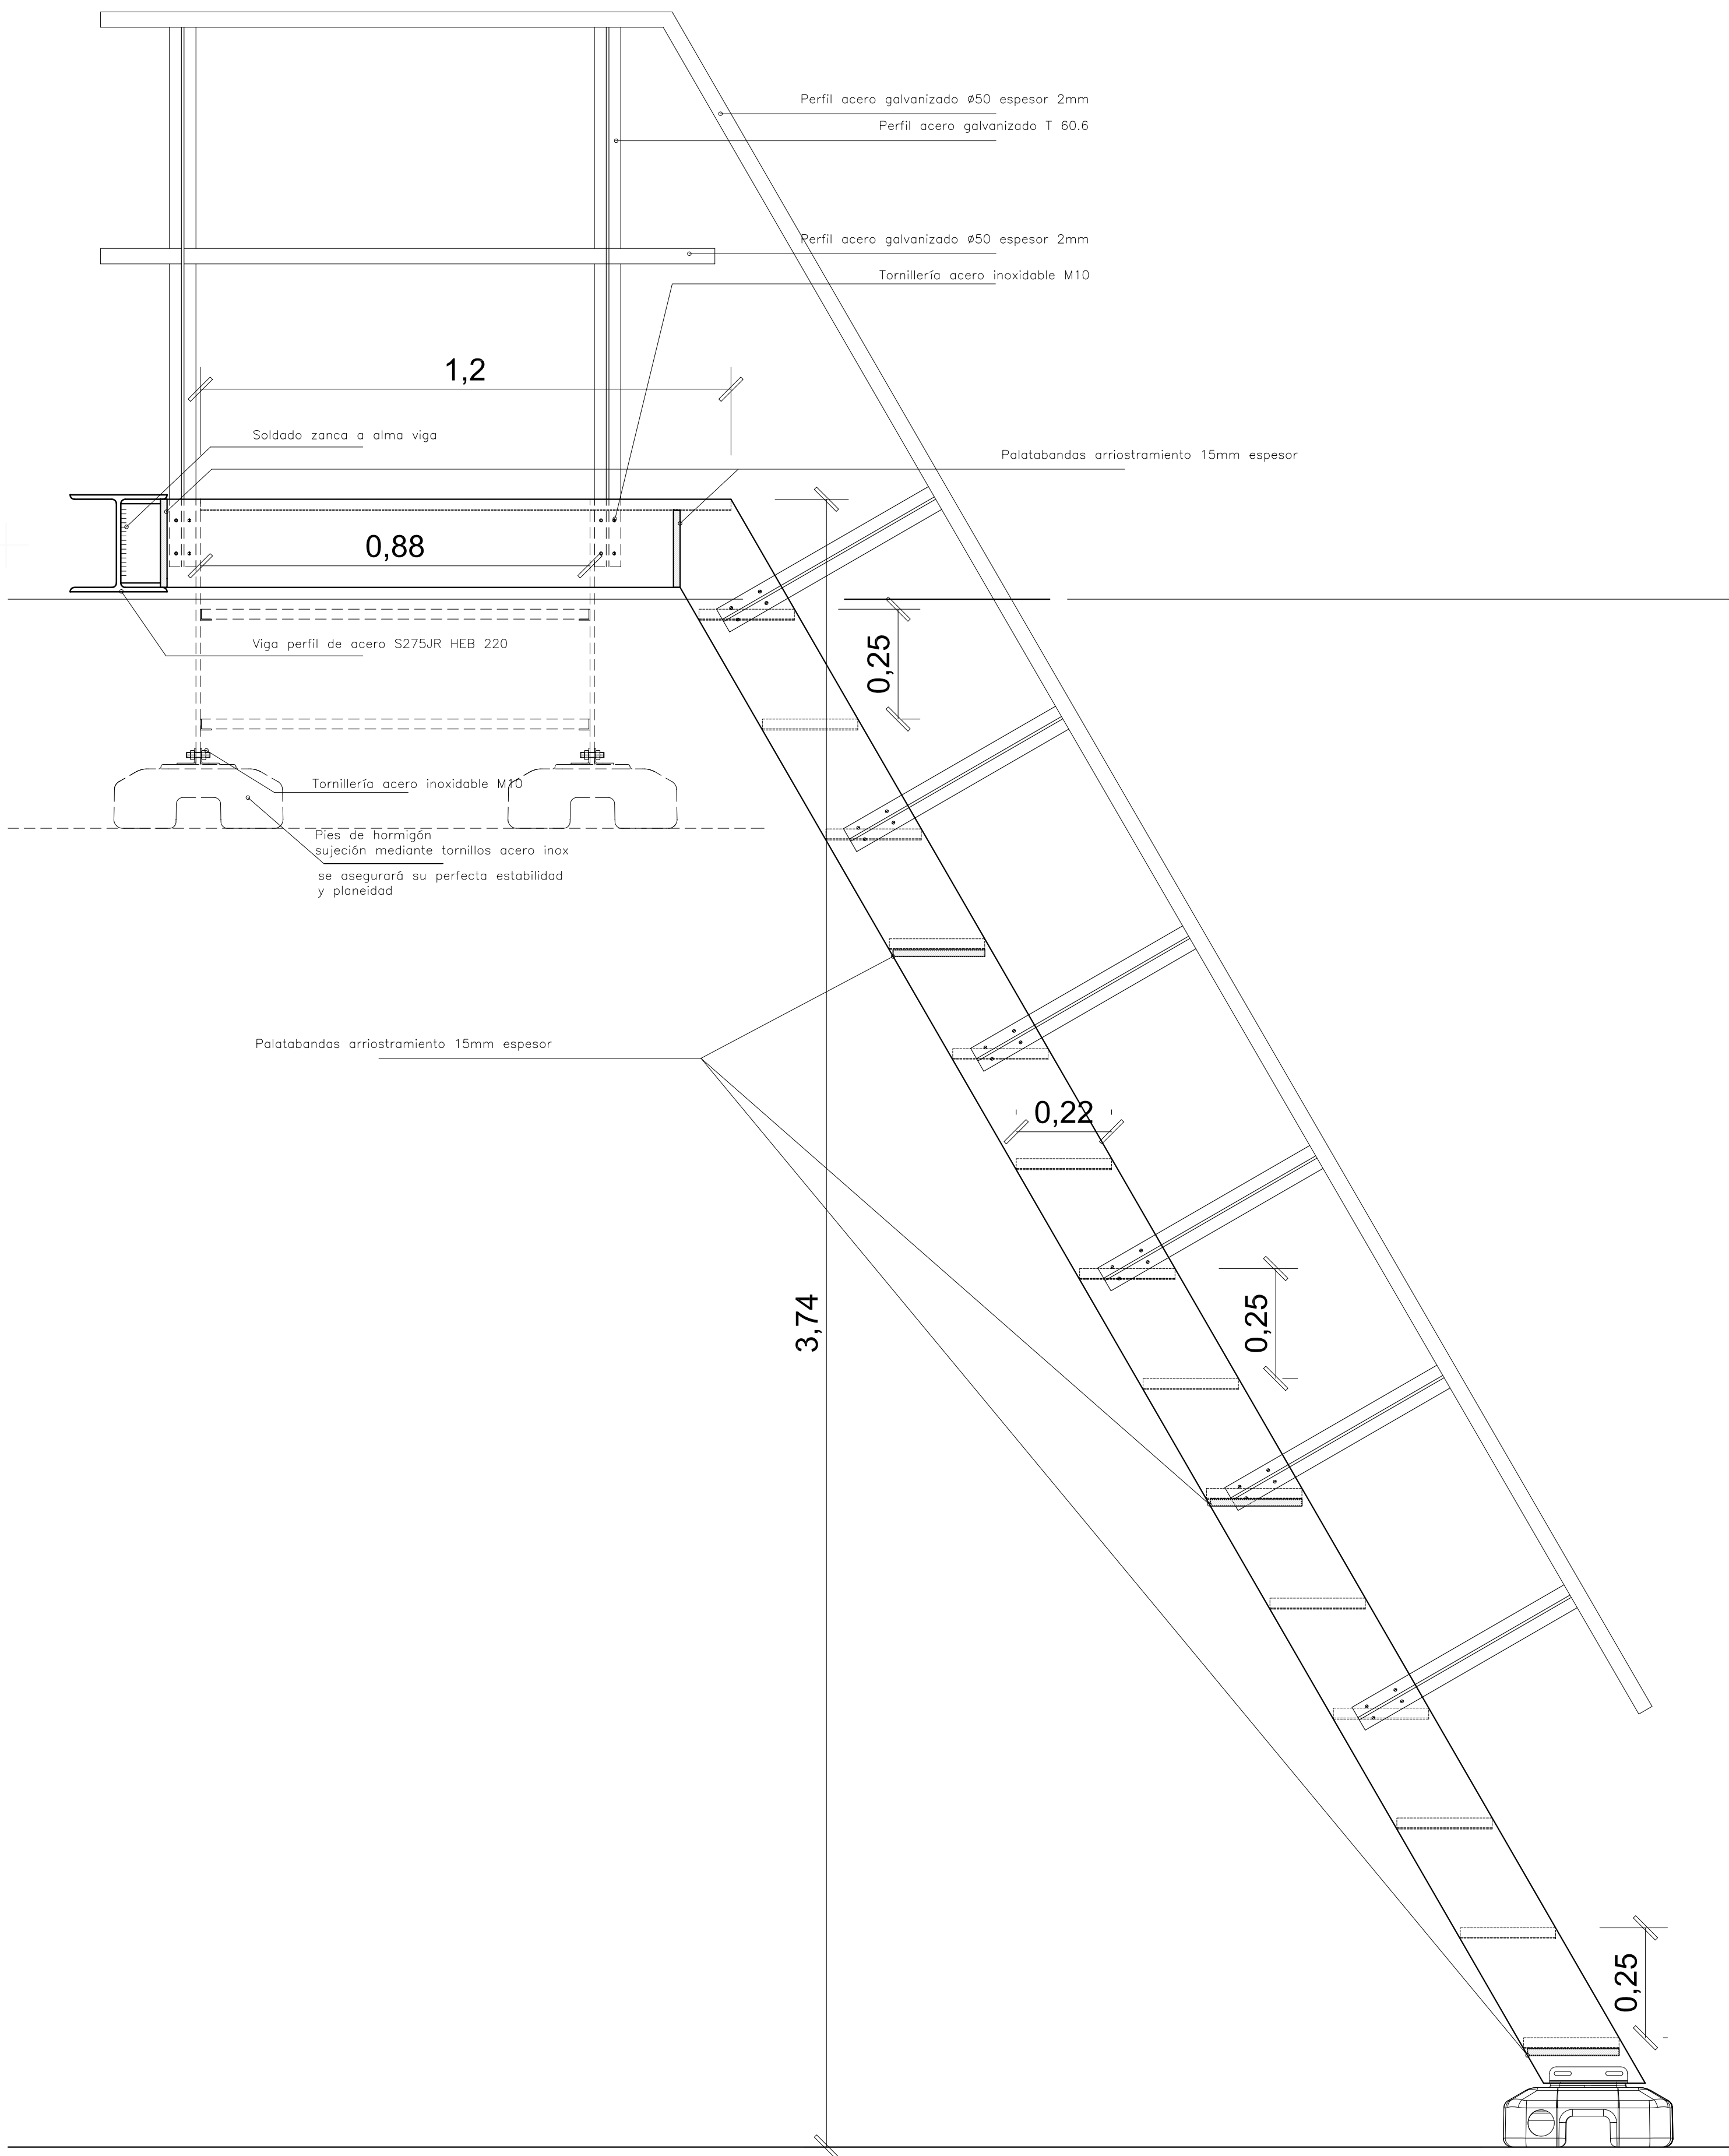 Perfil acero galvanizado Ø50 espesor 2mm
Perfil acero galvanizado T 60.6
Perfil acero galvanizado Ø50 espesor 2mm
Tornillería acero inoxidable M10
1,2
Soldado zanca a alma viga
Palatabandas arriostramiento 15mm espesor
0,88
Viga perfil de acero S275JR HEB 220
0,25
Tornillería acero inoxidable M10
Pies de hormigón
sujeción mediante tornillos acero inox
se asegurará su perfecta estabilidad
y planeidad
Palatabandas arriostramiento 15mm espesor
0,22
3,74
0,25
0,25